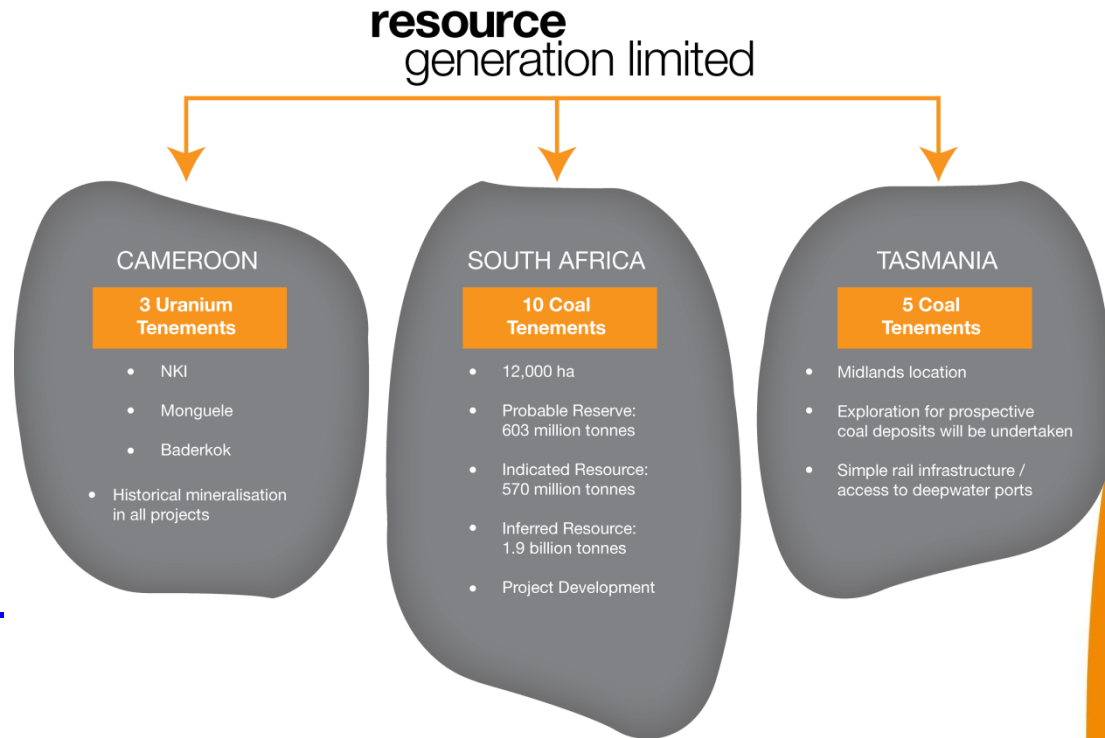 resource
generation limited
CAMEROON
3 Uranium
Tenements
• NKI
• Monguele
• Baderkok
• Historical mineralisation
in all projects
SOUTH AFRICA
10 Coal
Tenements
• 12,000 ha
• Probable Reserve:
603 million tonnes
• Indicated Resource:
570 million tonnes
• Inferred Resource:
1.9 billion tonnes
• Project Development
TASMANIA
5 Coal
Tenements
• Midlands location
• Exploration for prospective
coal deposits will be undertaken
• Simple rail infrastructure /
access to deepwater ports